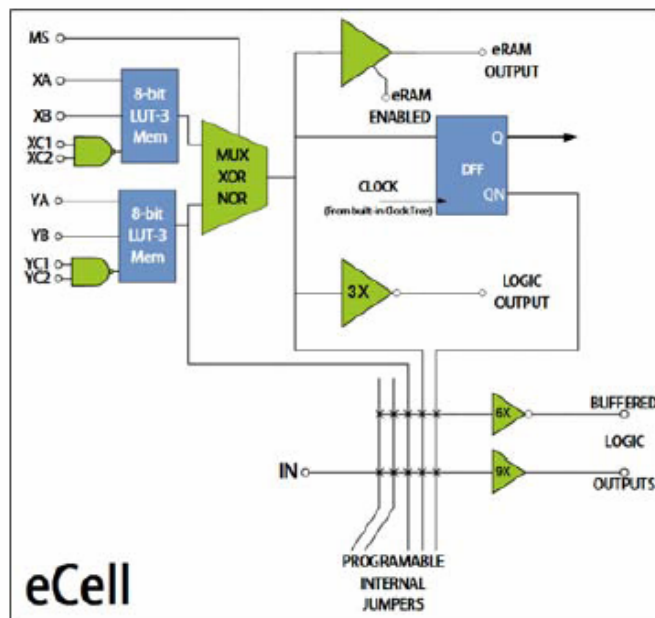 MS
XA
XB
XC1
XC2
8-bit
LUT-3
Mem
YA
YB
YC1
YC2
8-bit
LUT-3
Mem
MUX
XOR
NOR
eRAM
OUTPUT
eRAM
ENABLED
Q
DFF
QN
CLOCK
(From built-in Clock Tree)
3X
LOGIC
OUTPUT
6X
BUFFERED
LOGIC
OUTPUTS
9X
IN
PROGRAMABLE
INTERNAL
JUMPERS
eCell